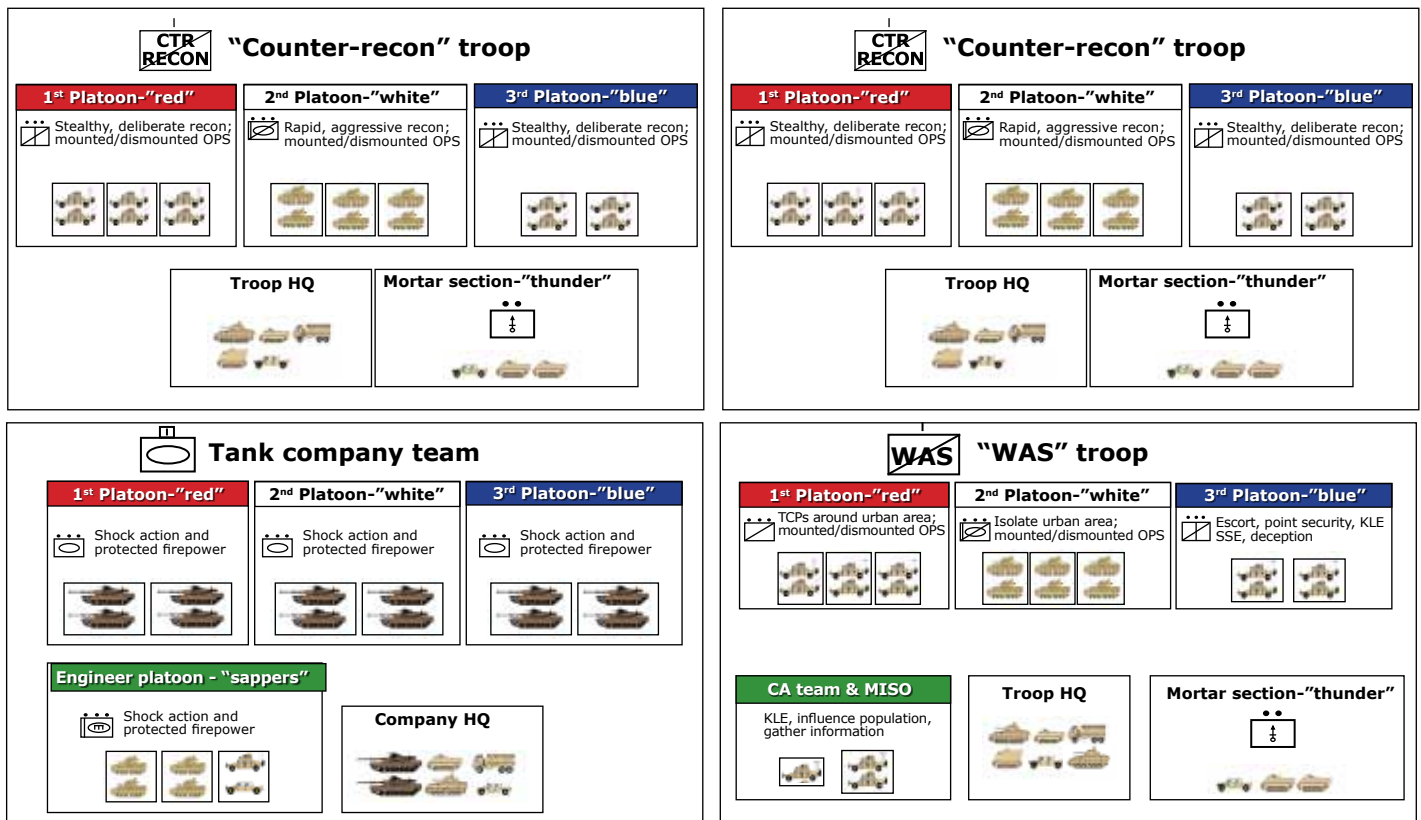 CTR
RECON
“Counter-recon” troop
1st Platoon-”red”
2nd Platoon-”white”
3rd Platoon-”blue”
Stealthy, deliberate recon;
mounted/dismounted OPS
Rapid, aggressive recon;
mounted/dismounted OPS
Stealthy, deliberate recon;
mounted/dismounted OPS
Troop HQ
Mortar section-”thunder”
CTR
RECON
“Counter-recon” troop
1st Platoon-”red”
2nd Platoon-”white”
3rd Platoon-”blue”
Stealthy, deliberate recon;
mounted/dismounted OPS
Rapid, aggressive recon;
mounted/dismounted OPS
Stealthy, deliberate recon;
mounted/dismounted OPS
Troop HQ
Mortar section-”thunder”
Tank company team
1st Platoon-”red”
2nd Platoon-”white”
3rd Platoon-”blue”
Shock action and
protected firepower
Shock action and
protected firepower
Shock action and
protected firepower
Engineer platoon - “sappers”
Shock action and
protected firepower
Company HQ
WAS
“WAS” troop
1st Platoon-”red”
2nd Platoon-”white”
3rd Platoon-”blue”
TCPs around urban area;
mounted/dismounted OPS
Isolate urban area;
mounted/dismounted OPS
Escort, point security, KLE
SSE, deception
CA team & MISO
KLE, influence population,
gather information
Troop HQ
Mortar section-”thunder”